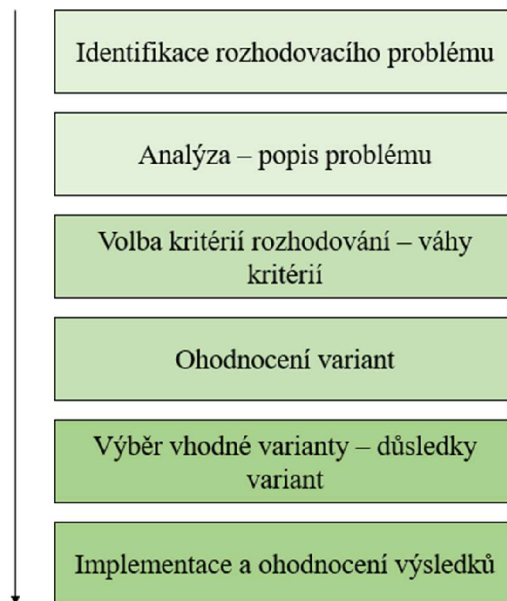 Identifikace rozhodovacího problému
Analýza – popis problému
Volba kritérií rozhodování – váhy
kritérií
Ohodnocení variant
Výběr vhodné varianty – důsledky
variant
Implementace a ohodnocení výsledků